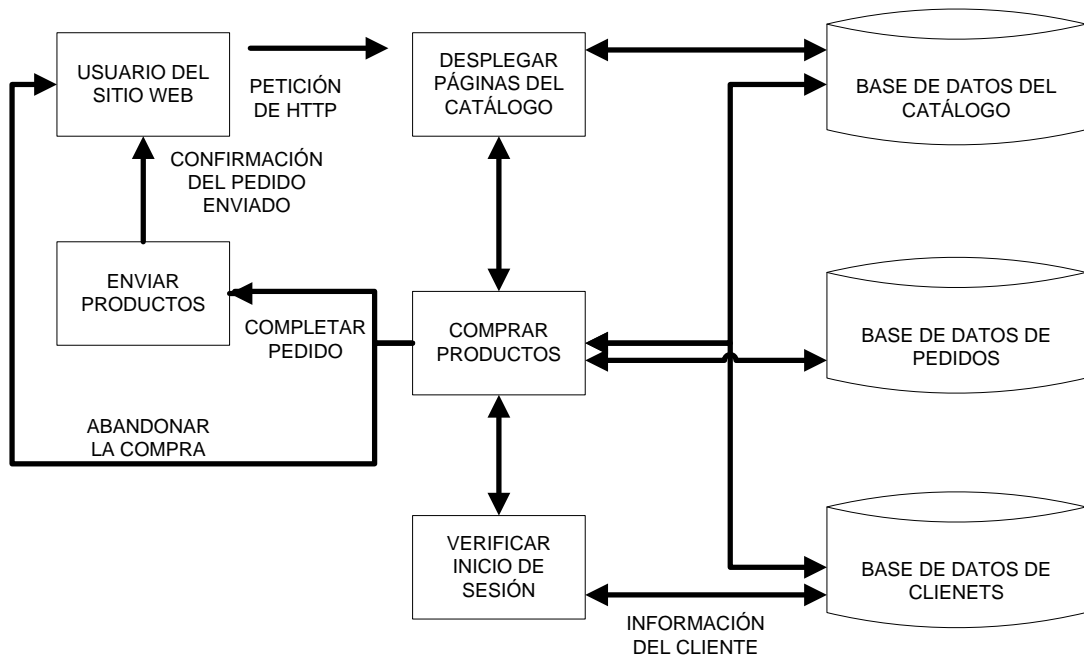 USUARIO DEL
SITIO WEB
PETICIÓN
DE HTTP
DESPLEGAR
PÁGINAS DEL
CATÁLOGO
BASE DE DATOS DEL
CATÁLOGO
CONFIRMACIÓN
DEL PEDIDO
ENVIADO
ENVIAR
PRODUCTOS
COMPLETAR
PEDIDO
COMPRAR
PRODUCTOS
BASE DE DATOS DE
PEDIDOS
ABANDONAR
LA COMPRA
VERIFICAR
INICIO DE
SESIÓN
INFORMACIÓN
DEL CLIENTE
BASE DE DATOS DE
CLIENETS